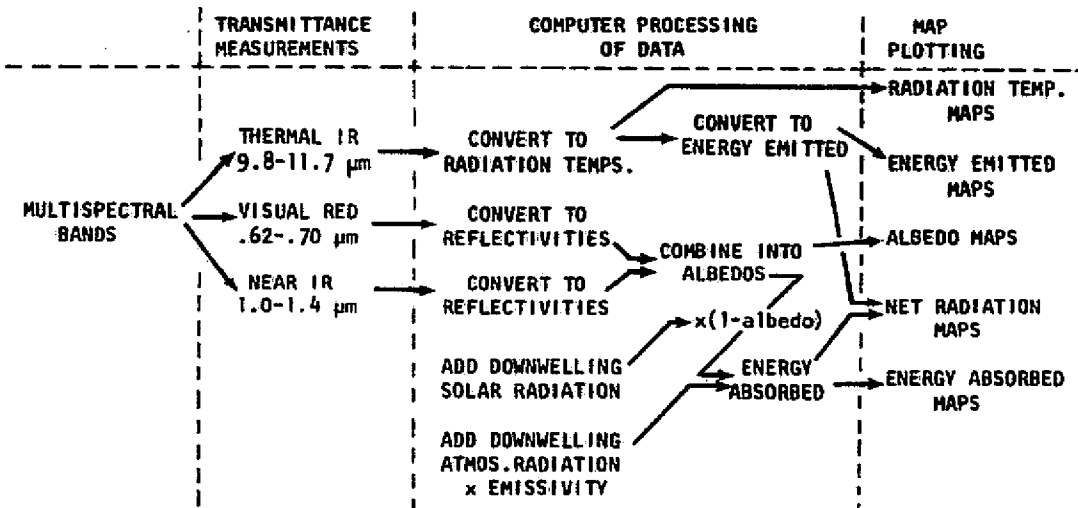 TRANSMITTANCE
MEASUREMENTS
COMPUTER PROCESSING
OF DATA
MAP
PLOTTING
MULTISPECTRAL
BANDS
THERMAL IR
9.8-11.7 μm
VISUAL RED
.62-.70 μm
NEAR IR
1.0-1.4 μm
CONVERT TO
RADIATION TEMPS.
CONVERT TO
REFLECTIVITIES
CONVERT TO
REFLECTIVITIES
ADD DOWNWELLING
SOLAR RADIATION
ADD DOWNWELLING
ATMOS.RADIATION
x EMISSIVITY
CONVERT TO
ENERGY EMITTED
COMBINE INTO
ALBEDOS
x(1-albedo)
ENERGY
ABSORBED
RADIATION TEMP.
MAPS
ENERGY EMITTED
MAPS
ALBEDO MAPS
NET RADIATION
MAPS
ENERGY ABSORBED
MAPS